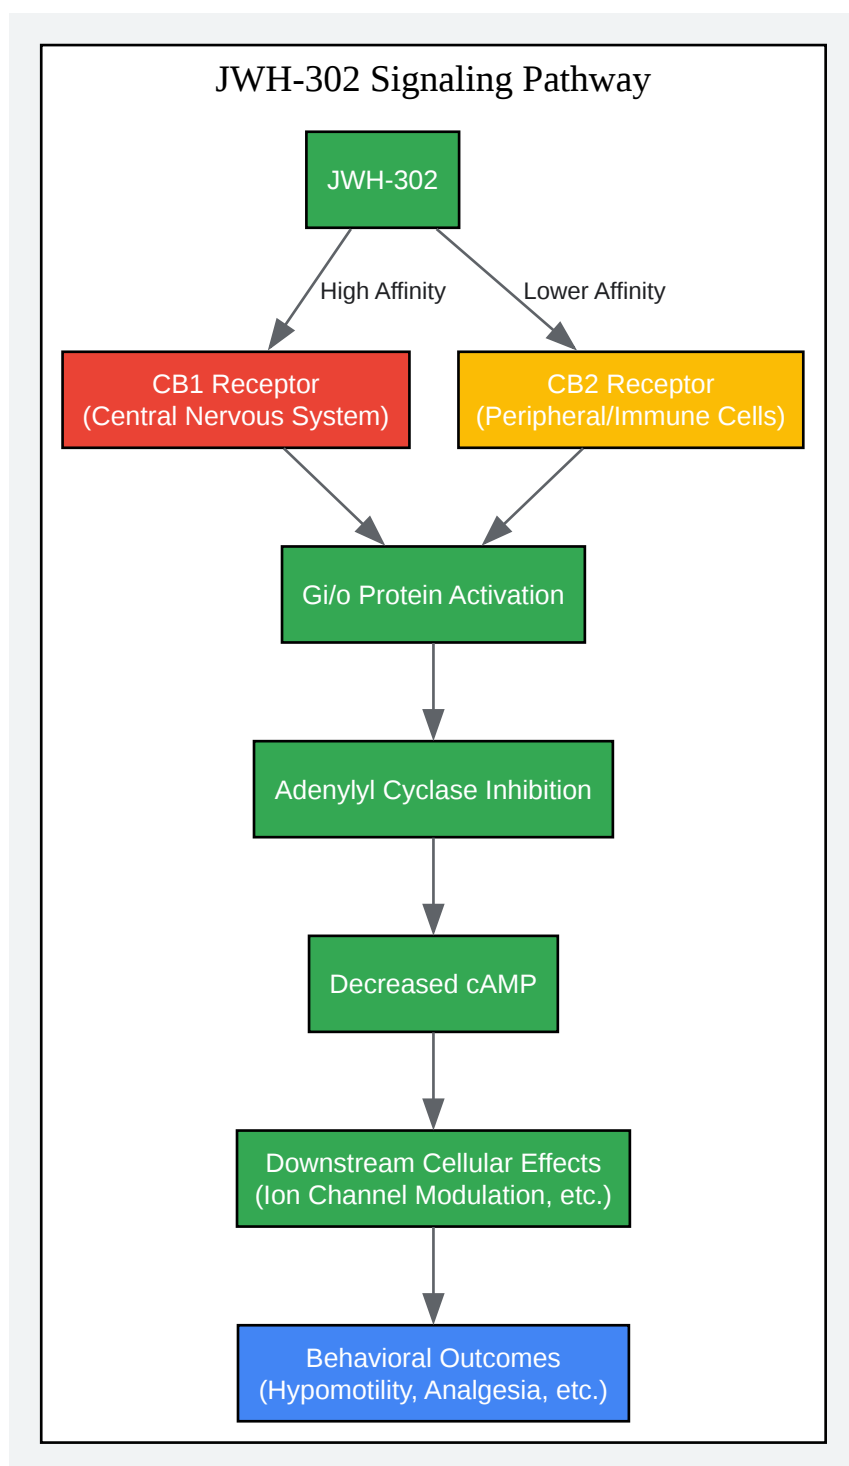 JWH-302 Signaling Pathway
JWH-302
High Affinity
Lower Affinity
CB1 Receptor
(Central Nervous System)
CB2 Receptor
(Peripheral/Immune Cells)
Gi/o Protein Activation
Adenylyl Cyclase Inhibition
Decreased cAMP
Downstream Cellular Effects
(Ion Channel Modulation, etc.)
Behavioral Outcomes
(Hypomotility, Analgesia, etc.)